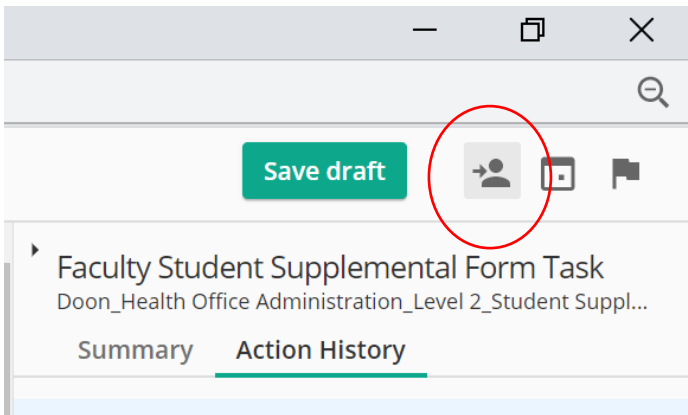 Save draft
Faculty Student Supplemental Form Task
Doon_Health Office Administration_Level 2_Student Suppl...
Summary Action History